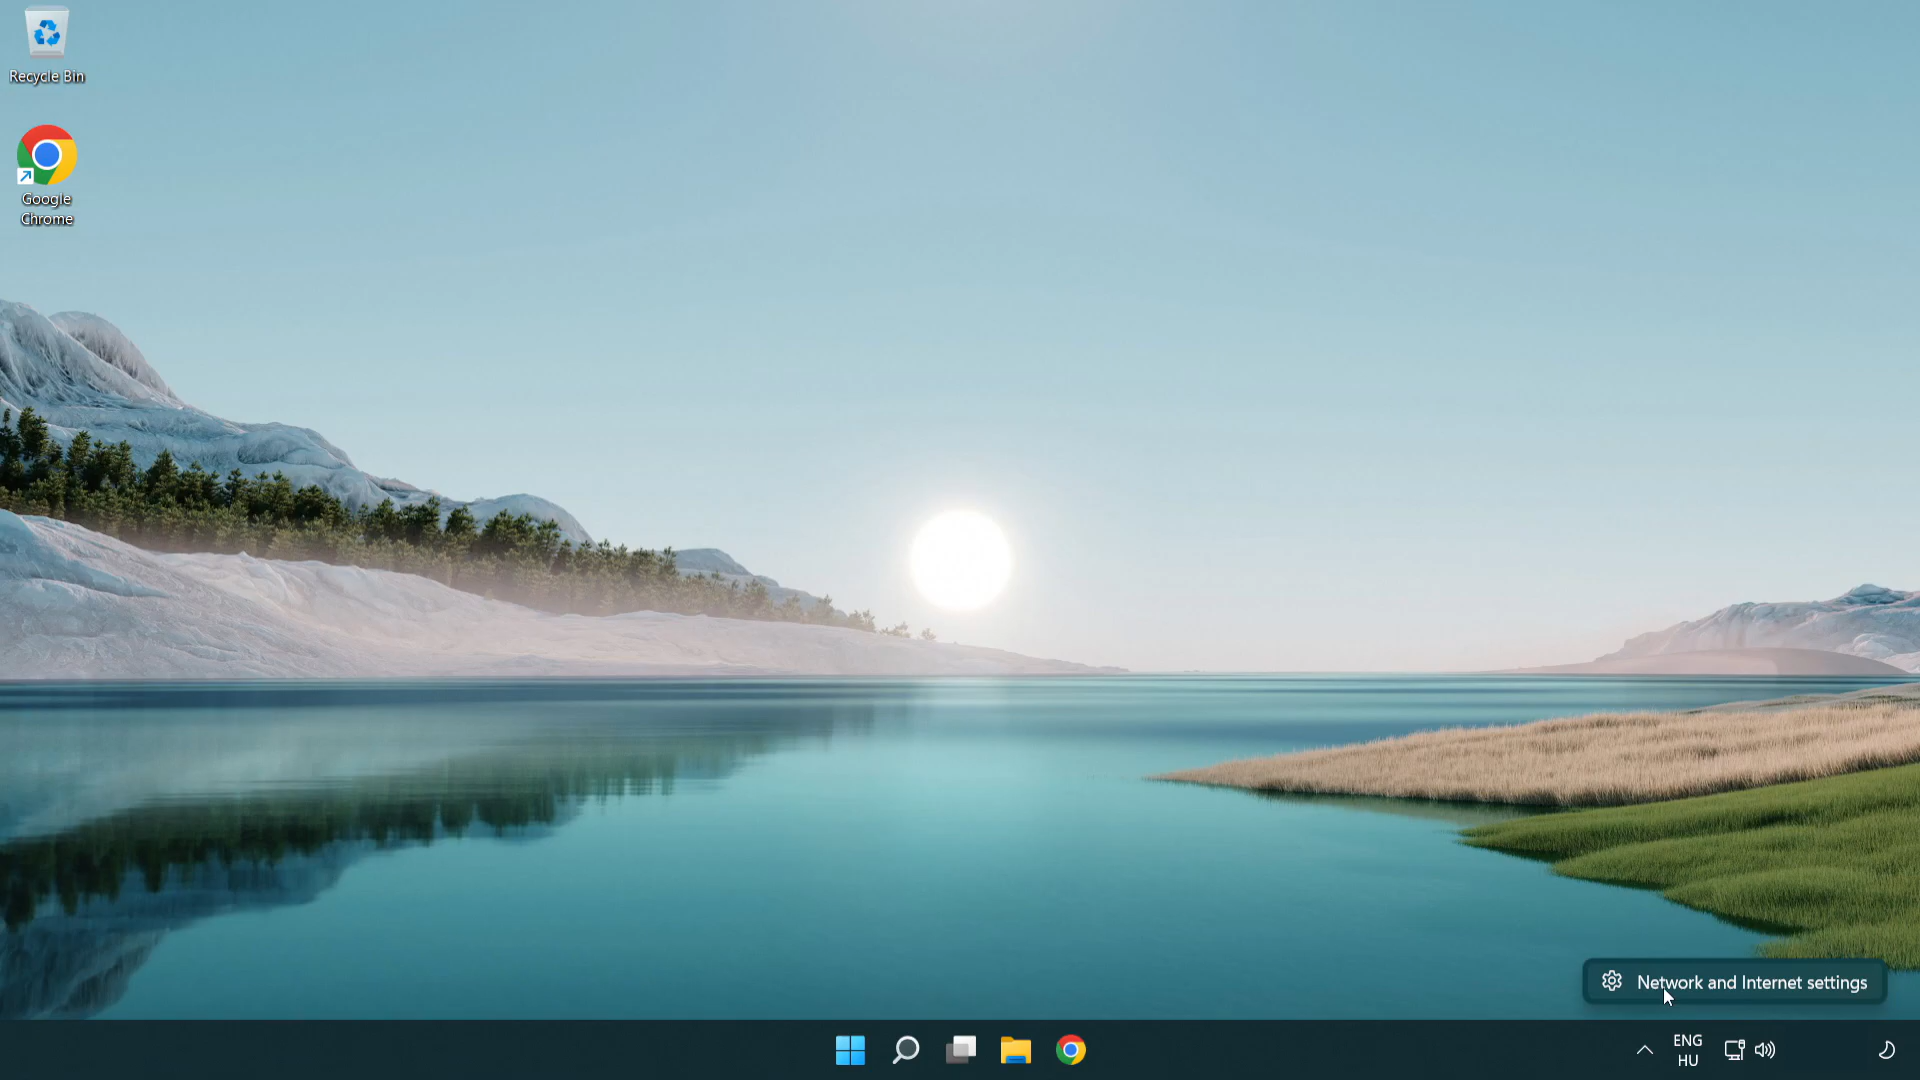 Recycle Bin
Google
Chrome
Network and Internet settings
ENG
HU